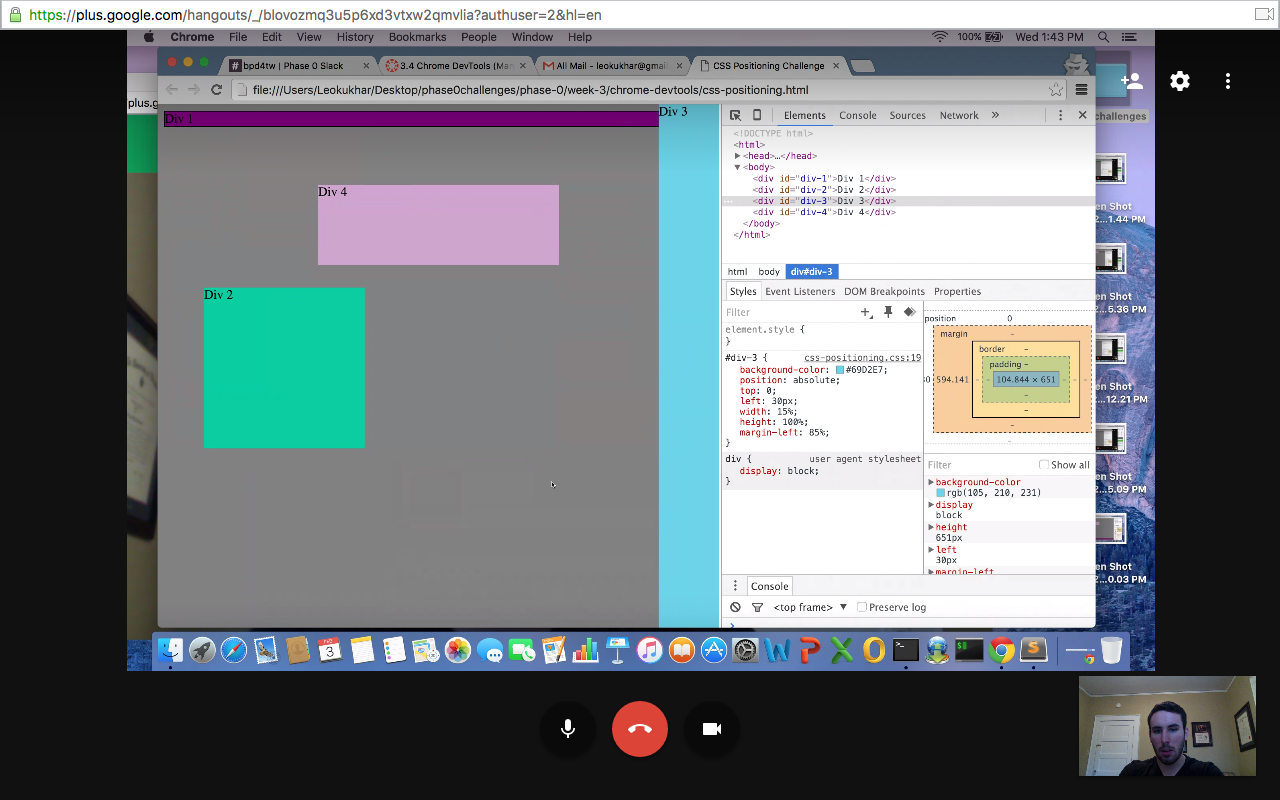 https://plus.google.com/hangouts/_/blovozmq3u5p6xd3vtxw2qmvlia?authuser=2&hl=en
Chrome File Edit View History Bookmarks People Window Help 100% Wed 1:43 PM
bpd4tw | Phase 0 Slack 3.4 Chrome DevTools (Man All Mail - leokukhar@gmail. CSS Positioning Challenge
file:///Users/Leokukhar/Desktop/phase0challenges/phase-0/week-3/chrome-devtools/css-positioning.html
plus.g
challenges
Div 1
Div 3
Div 4
Div 2
Elements Console Sources Network »
<!DOCTYPE html>
<html>
<head>…</head>
<body>
<div id="div-1">Div 1</div>
<div id="div-2">Div 2</div>
<div id="div-3">Div 3</div>
<div id="div-4">Div 4</div>
</body>
</html>
html body div#div-3
Styles Event Listeners DOM Breakpoints Properties
Filter
element.style {
}
#div-3 { css-positioning.css:19
background-color: #69D2E7;
position: absolute;
top: 0;
left: 30px;
width: 15%;
height: 100%;
margin-left: 85%;
}
div { user agent stylesheet
display: block;
}
position 0
margin –
border –
padding –
594.141 – – 104.844 × 651 – – –
–
–
–
–
Filter Show all
background-color
rgb(105, 210, 231)
display
block
height
651px
left
30px
margin-left
Console
<top frame> ▼ Preserve log
en Shot
...1.44 PM
en Shot
...5.36 PM
en Shot
...12.21 PM
en Shot
...5.09 PM
en Shot
...0.03 PM
3